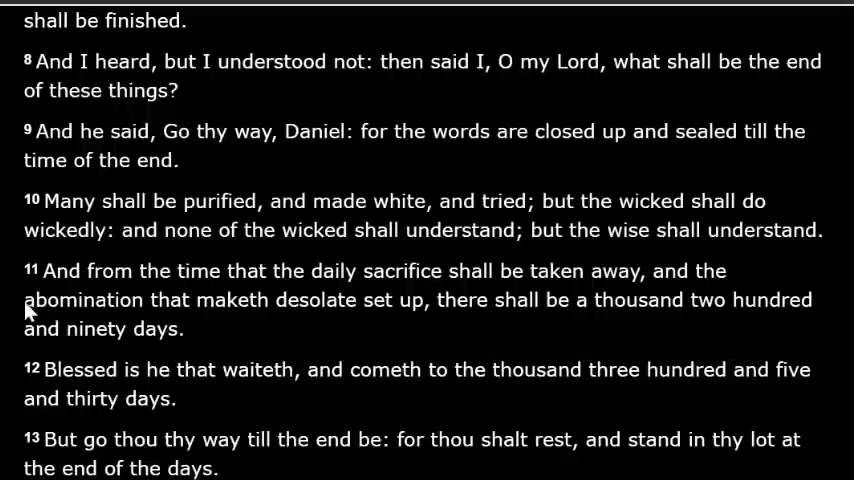 shall be finished.
8 And I heard, but I understood not: then said I, O my Lord, what shall be the end
of these things?
9 And he said, Go thy way, Daniel: for the words are closed up and sealed till the
time of the end.
10 Many shall be purified, and made white, and tried; but the wicked shall do
wickedly: and none of the wicked shall understand; but the wise shall understand.
11 And from the time that the daily sacrifice shall be taken away, and the
abomination that maketh desolate set up, there shall be a thousand two hundred
and ninety days.
12 Blessed is he that waiteth, and cometh to the thousand three hundred and five
and thirty days.
13 But go thou thy way till the end be: for thou shalt rest, and stand in thy lot at
the end of the days.